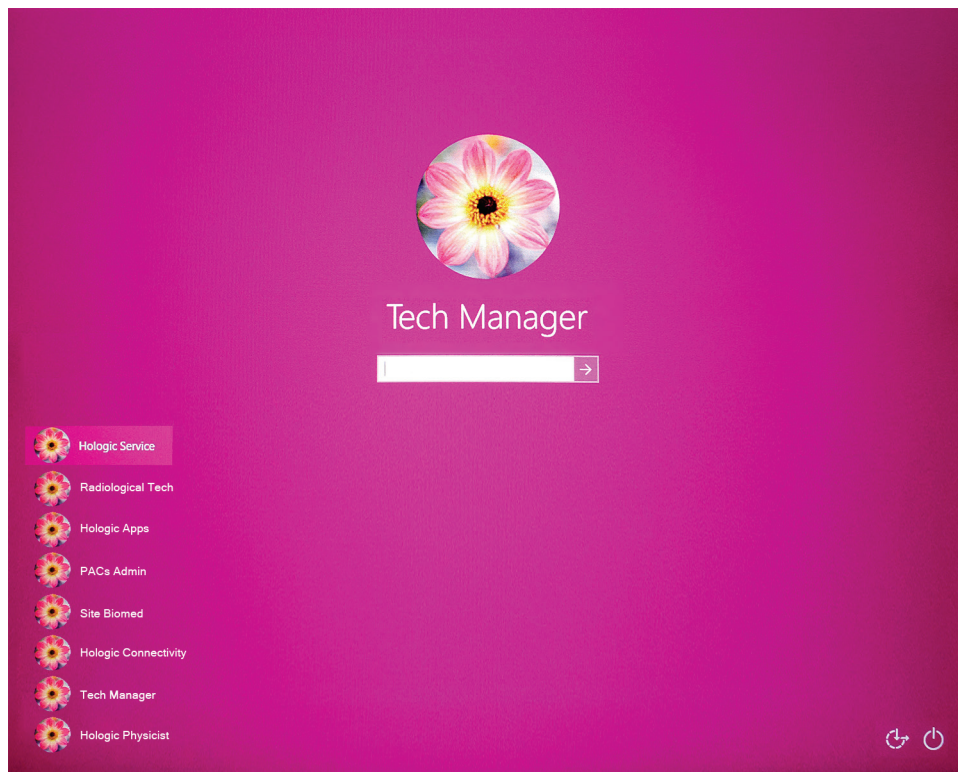 Tech Manager
Hologic Service
Radiological Tech
Hologic Apps
PACs Admin
Site Biomed
Hologic Connectivity
Tech Manager
Hologic Physicist